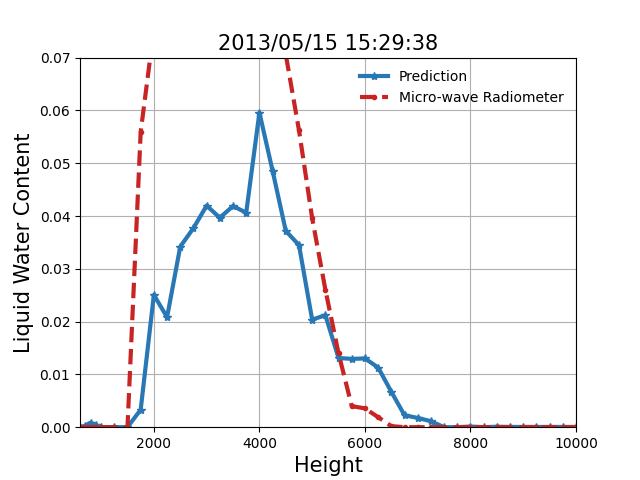 2013/05/15 15:29:38
Prediction
Micro-wave Radiometer
Liquid Water Content
0.07
0.06
0.05
0.04
0.03
0.02
0.01
0.00
2000 4000 6000 8000 10000
Height